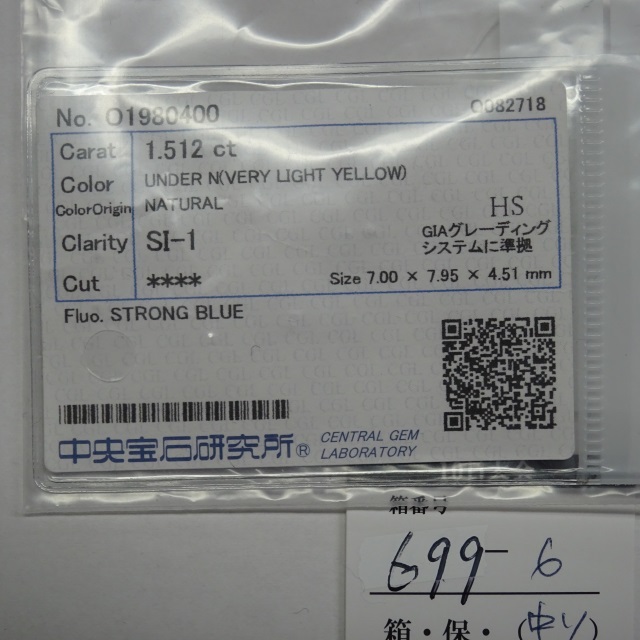 No. O1980400 O082718
Carat 1.512 ct
Color UNDER N(VERY LIGHT YELLOW)
ColorOrigin NATURAL
HS
Clarity SI-1
GIAグレーディング
システムに準拠
Cut ****
Size 7.00 × 7.95 × 4.51 mm
Fluo. STRONG BLUE
中央宝石研究所® CENTRAL GEM
LABORATORY
箱番号
699-6
箱・保・(中ソ)